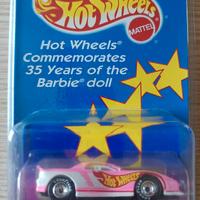 Hot Wheels®
MATTEL
Hot Wheels®
Commemorates
35 Years of the
Barbie® doll
HOT WHEELS